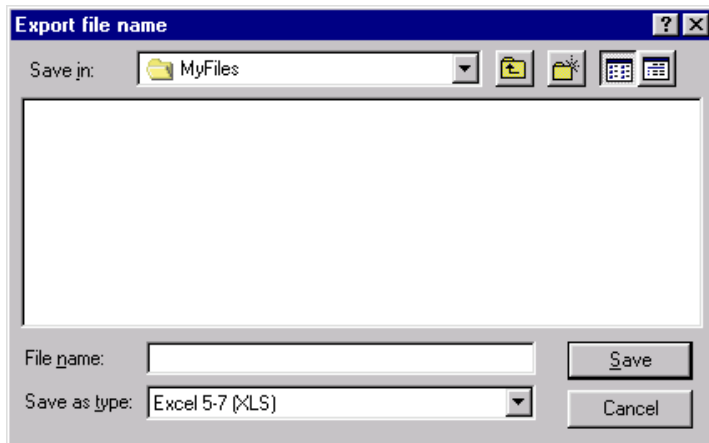 Export file name
Save in: MyFiles
File name: Save
Save as type: Excel 5-7 (XLS) Cancel